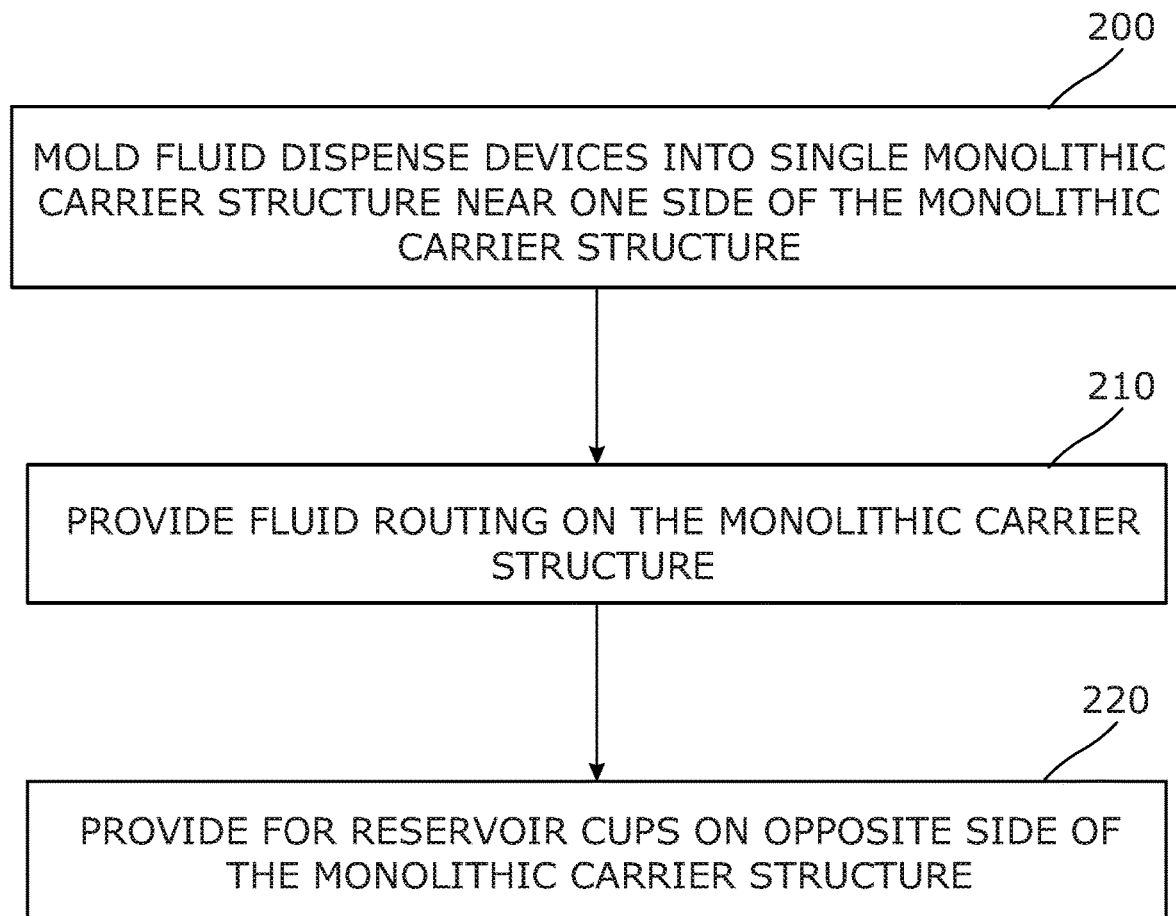 200
MOLD FLUID DISPENSE DEVICES INTO SINGLE MONOLITHIC
CARRIER STRUCTURE NEAR ONE SIDE OF THE MONOLITHIC
CARRIER STRUCTURE
210
PROVIDE FLUID ROUTING ON THE MONOLITHIC CARRIER
STRUCTURE
220
PROVIDE FOR RESERVOIR CUPS ON OPPOSITE SIDE OF
THE MONOLITHIC CARRIER STRUCTURE